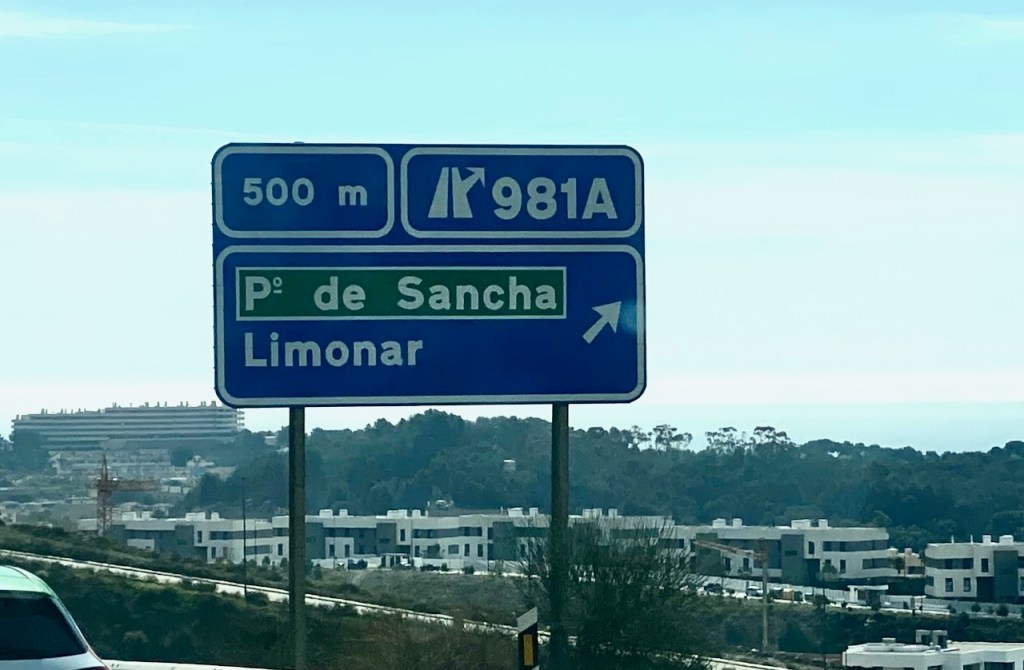 500 m
981A
Pº de Sancha
Limonar